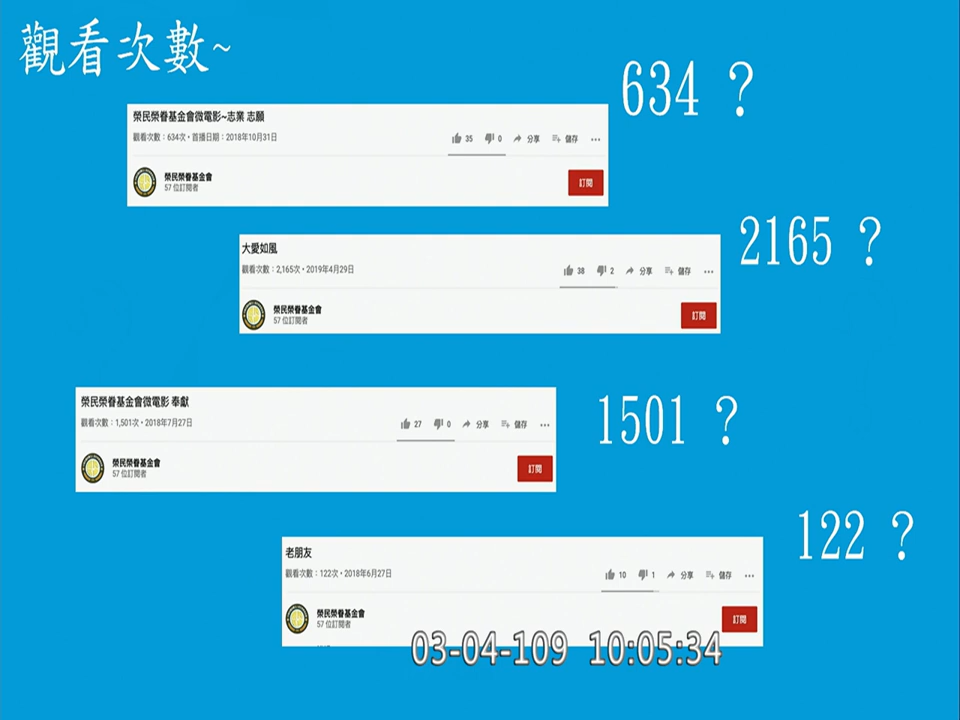 觀看次數~
634 ?
榮民榮眷基金會微電影~志業 志願
觀看次數：634次・首播日期：2018年10月31日
35 0 分享 儲存 ...
榮民榮眷基金會
57 位訂閱者
訂閱
2165 ?
大愛如風
觀看次數：2,165次・2019年4月29日
38 2 分享 儲存 ...
榮民榮眷基金會
57 位訂閱者
訂閱
1501 ?
榮民榮眷基金會微電影 奉獻
觀看次數：1,501次・2018年7月27日
27 0 分享 儲存 ...
榮民榮眷基金會
57 位訂閱者
訂閱
122 ?
老朋友
觀看次數：122次・2018年6月27日
10 1 分享 儲存 ...
榮民榮眷基金會
57 位訂閱者
訂閱
03-04-109 10:05:34